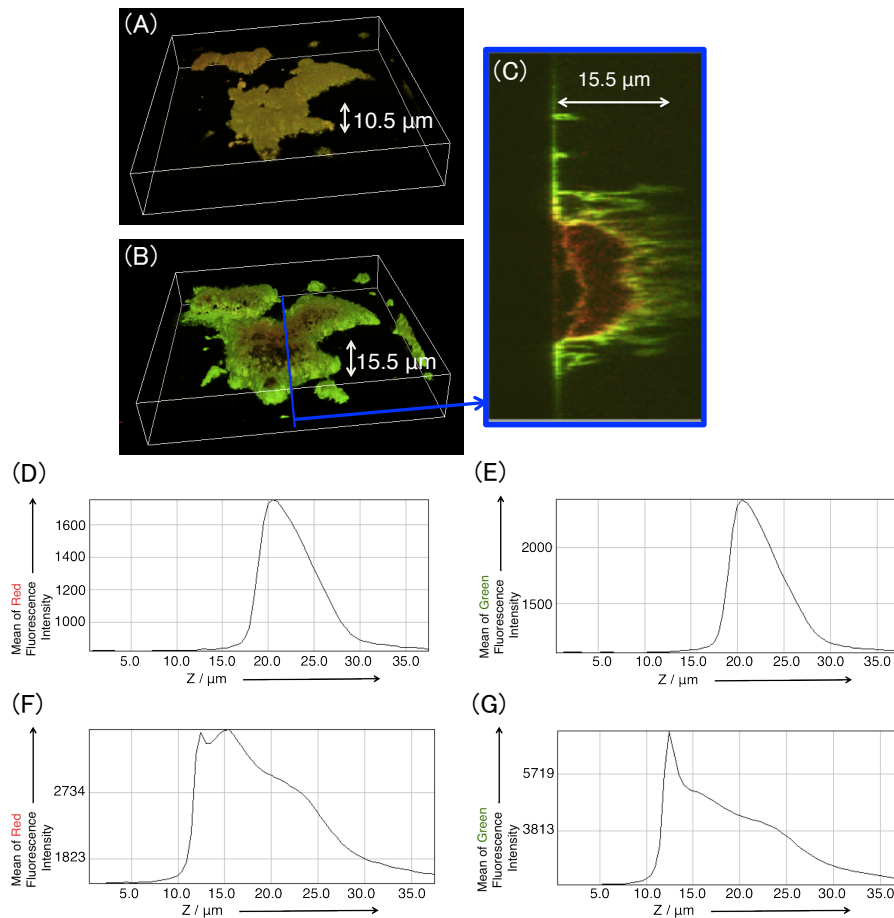 (A)
10.5 μm
(B)
15.5 μm
(C)
15.5 μm
(D)
Mean of Red
Fluorescence
Intensity
1600
1400
1200
1000
5.0 10.0 15.0 20.0 25.0 30.0 35.0
Z / μm
(E)
Mean of Green
Fluorescence
Intensity
2000
1500
5.0 10.0 15.0 20.0 25.0 30.0 35.0
Z / μm
(F)
Mean of Red
Fluorescence
Intensity
2734
1823
5.0 10.0 15.0 20.0 25.0 30.0 35.0
Z / μm
(G)
Mean of Green
Fluorescence
Intensity
5719
3813
5.0 10.0 15.0 20.0 25.0 30.0 35.0
Z / μm